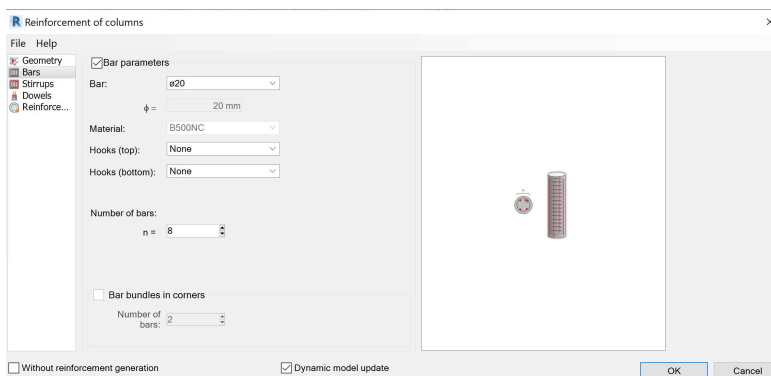 R Reinforcement of columns
File Help
Geometry
Bars
Stirrups
Dowels
Reinforce...
Bar parameters
Bar: ø20
ϕ = 20 mm
Material: B500NC
Hooks (top): None
Hooks (bottom): None
Number of bars:
n = 8
Bar bundles in corners
Number of
bars: 2
Without reinforcement generation
Dynamic model update
OK Cancel